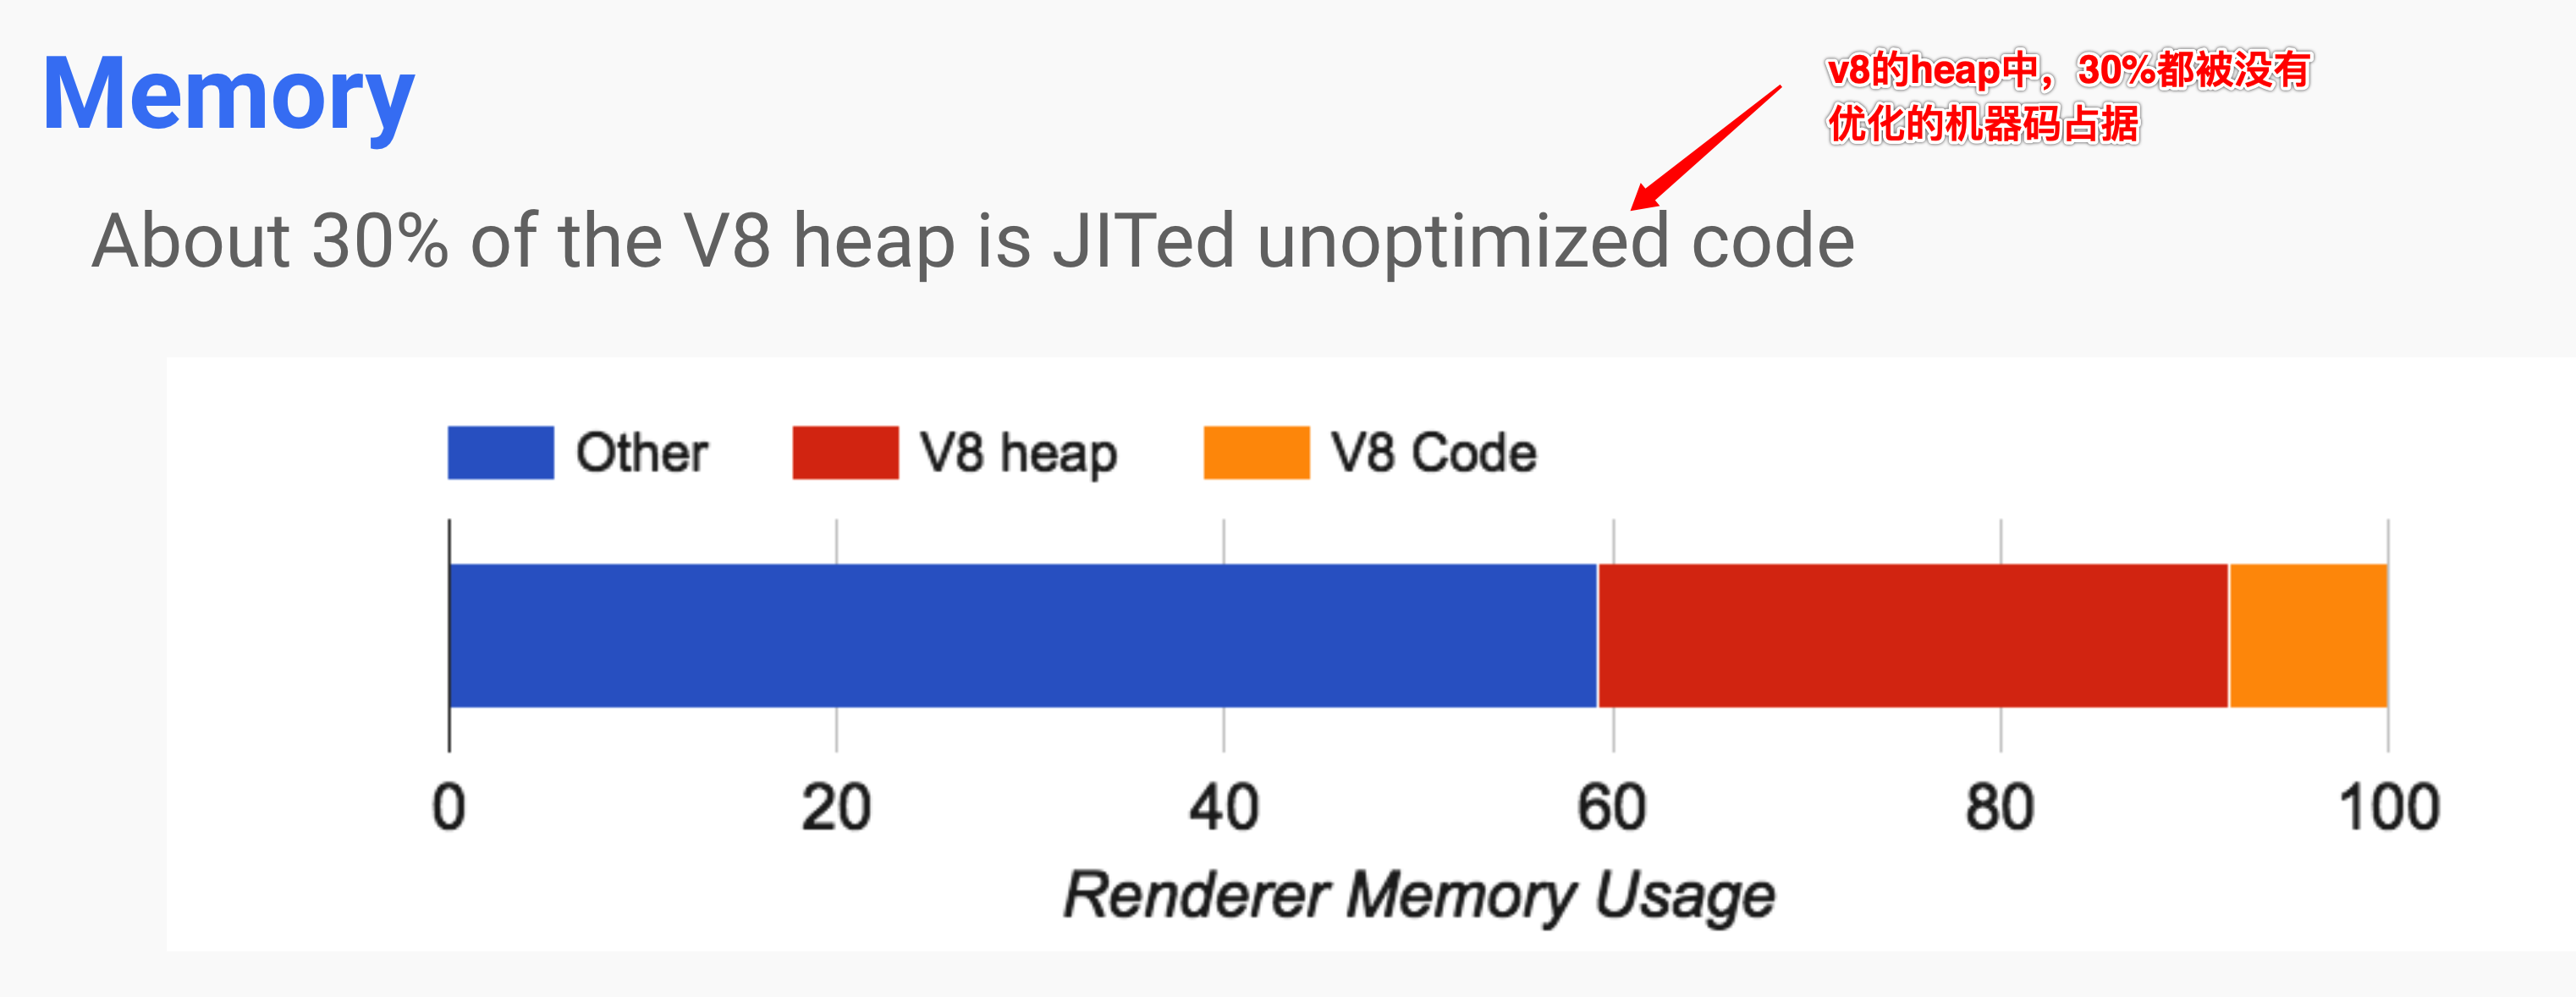 Memory
v8的heap中，30%都被没有
优化的机器码占据
About 30% of the V8 heap is JITed unoptimized code
Other V8 heap V8 Code
0 20 40 60 80 100
Renderer Memory Usage